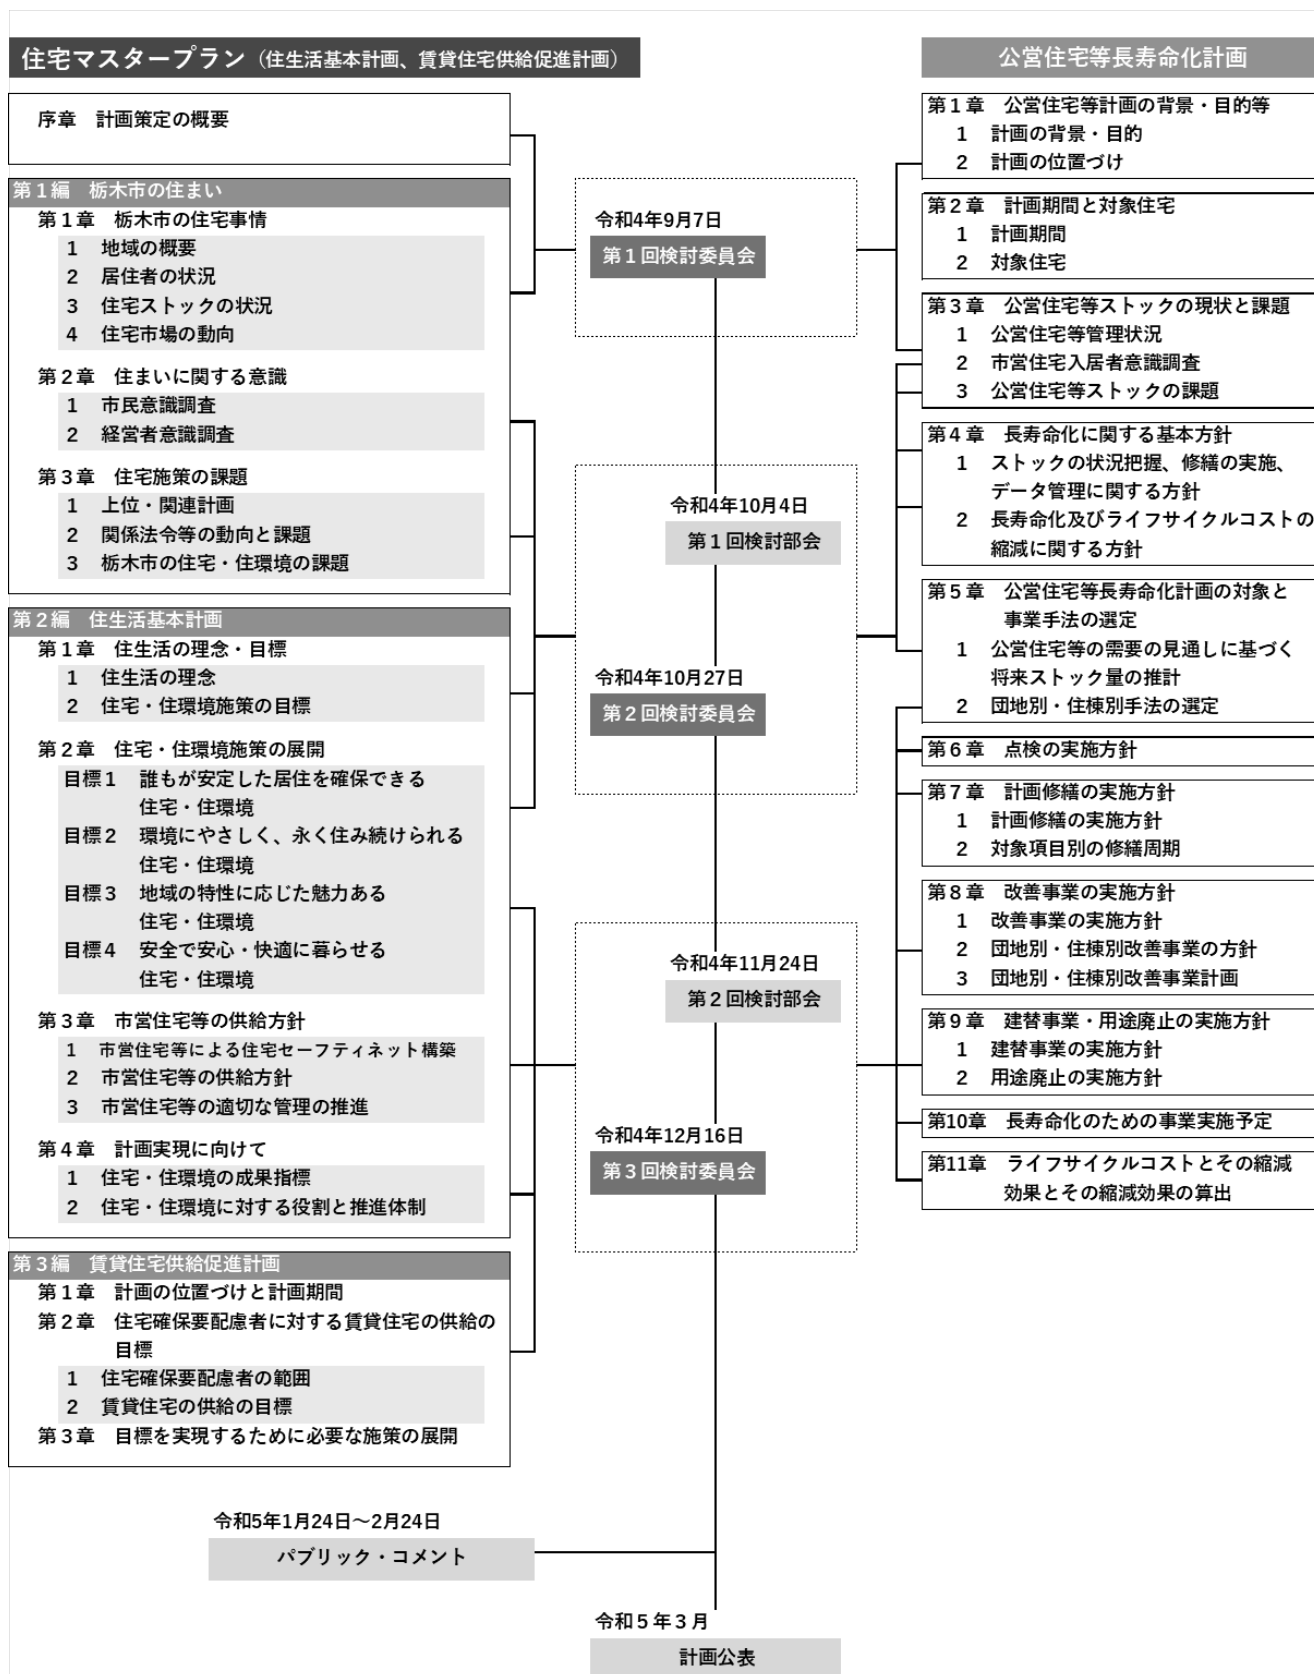 住宅マスタープラン（住生活基本計画、賃貸住宅供給促進計画）
序章　計画策定の概要
第１編　栃木市の住まい
第１章　栃木市の住宅事情
1　地域の概要
2　居住者の状況
3　住宅ストックの状況
4　住宅市場の動向
第２章　住まいに関する意識
1　市民意識調査
2　経営者意識調査
第３章　住宅施策の課題
1　上位・関連計画
2　関係法令等の動向と課題
3　栃木市の住宅・住環境の課題
第２編　住生活基本計画
第１章　住生活の理念・目標
1　住生活の理念
2　住宅・住環境施策の目標
第２章　住宅・住環境施策の展開
目標１　誰もが安定した居住を確保できる
住宅・住環境
目標２　環境にやさしく、永く住み続けられる
住宅・住環境
目標３　地域の特性に応じた魅力ある
住宅・住環境
目標４　安全で安心・快適に暮らせる
住宅・住環境
第３章　市営住宅等の供給方針
1　市営住宅等による住宅セーフティネット構築
2　市営住宅等の供給方針
3　市営住宅等の適切な管理の推進
第４章　計画実現に向けて
1　住宅・住環境の成果指標
2　住宅・住環境に対する役割と推進体制
第３編　賃貸住宅供給促進計画
第１章　計画の位置づけと計画期間
第２章　住宅確保要配慮者に対する賃貸住宅の供給の
目標
1　住宅確保要配慮者の範囲
2　賃貸住宅の供給の目標
第３章　目標を実現するために必要な施策の展開
令和4年9月7日
第１回検討委員会
令和4年10月4日
第１回検討部会
令和4年10月27日
第２回検討委員会
令和4年11月24日
第２回検討部会
令和4年12月16日
第３回検討委員会
令和5年1月24日～2月24日
パブリック・コメント
令和５年３月
計画公表
公営住宅等長寿命化計画
第１章　公営住宅等計画の背景・目的等
1　計画の背景・目的
2　計画の位置づけ
第２章　計画期間と対象住宅
1　計画期間
2　対象住宅
第３章　公営住宅等ストックの現状と課題
1　公営住宅等管理状況
2　市営住宅入居者意識調査
3　公営住宅等ストックの課題
第４章　長寿命化に関する基本方針
1　ストックの状況把握、修繕の実施、
データ管理に関する方針
2　長寿命化及びライフサイクルコストの
縮減に関する方針
第５章　公営住宅等長寿命化計画の対象と
事業手法の選定
1　公営住宅等の需要の見通しに基づく
将来ストック量の推計
2　団地別・住棟別手法の選定
第６章　点検の実施方針
第７章　計画修繕の実施方針
1　計画修繕の実施方針
2　対象項目別の修繕周期
第８章　改善事業の実施方針
1　改善事業の実施方針
2　団地別・住棟別改善事業の方針
3　団地別・住棟別改善事業計画
第９章　建替事業・用途廃止の実施方針
1　建替事業の実施方針
2　用途廃止の実施方針
第10章　長寿命化のための事業実施予定
第11章　ライフサイクルコストとその縮減
効果とその縮減効果の算出